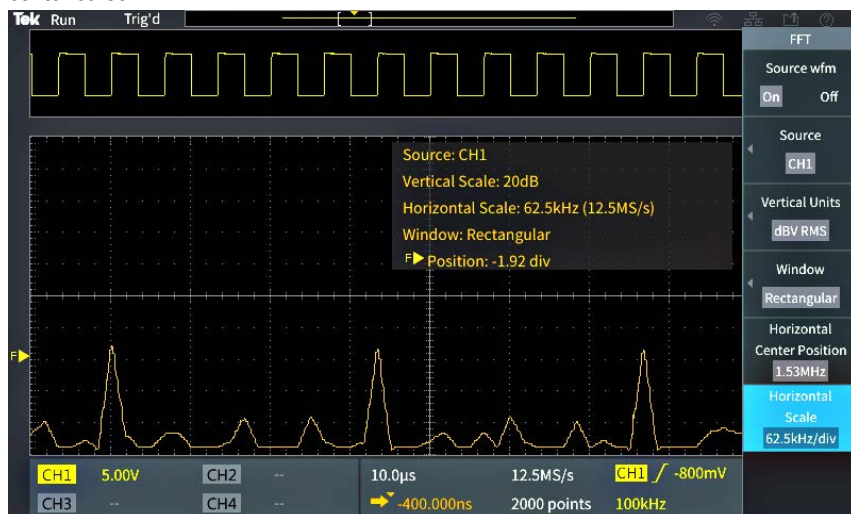 Tek Run Trig'd
FFT
Source wfm
On Off
Source
CH1
Vertical Units
dBV RMS
Window
Rectangular
Horizontal
Center Position
1.53MHz
Horizontal
Scale
62.5kHz/div
Source: CH1
Vertical Scale: 20dB
Horizontal Scale: 62.5kHz (12.5MS/s)
Window: Rectangular
F Position: -1.92 div
F
CH1 5.00V CH2 -- 10.0µs 12.5MS/s CH1 -800mV
CH3 -- CH4 -- -400.000ns 2000 points 100kHz